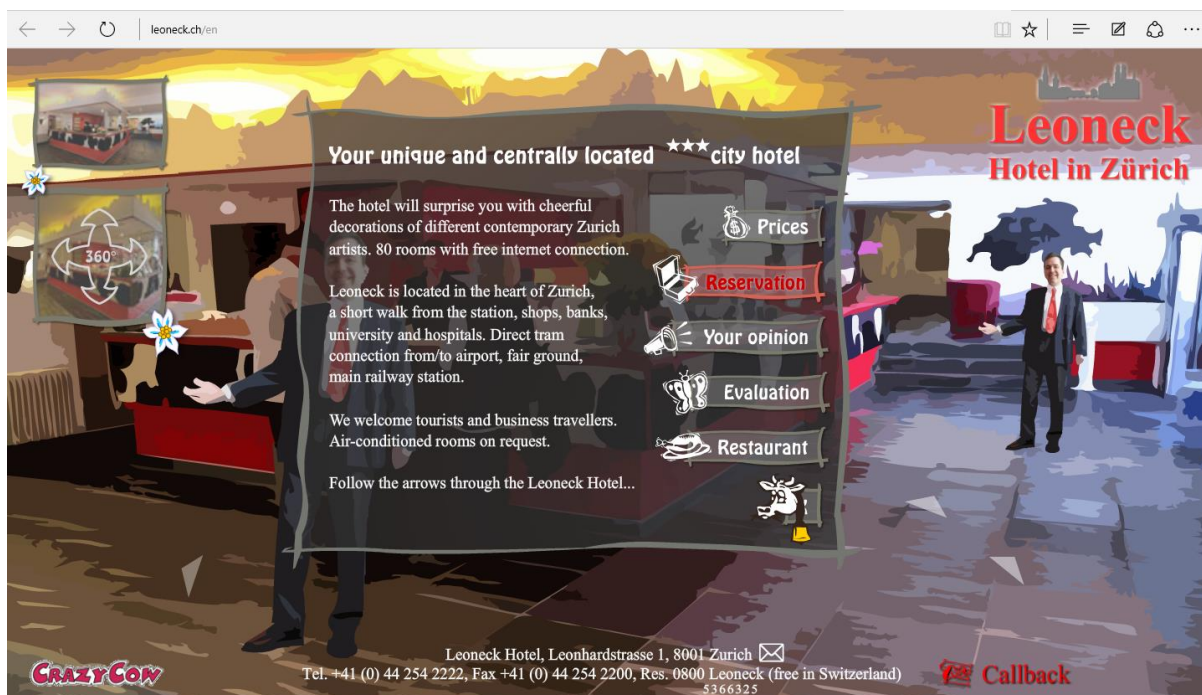 leoneck.ch/en
Leoneck
Hotel in Zürich
360°
Your unique and centrally located ★★★city hotel
The hotel will surprise you with cheerful
decorations of different contemporary Zurich
artists. 80 rooms with free internet connection.
Leoneck is located in the heart of Zurich,
a short walk from the station, shops, banks,
university and hospitals. Direct tram
connection from/to airport, fair ground,
main railway station.
We welcome tourists and business travellers.
Air-conditioned rooms on request.
Follow the arrows through the Leoneck Hotel...
Prices
Reservation
Your opinion
Evaluation
Restaurant
CRAZY COW
Leoneck Hotel, Leonhardstrasse 1, 8001 Zurich
Tel. +41 (0) 44 254 2222, Fax +41 (0) 44 254 2200, Res. 0800 Leoneck (free in Switzerland)
5366325
Callback